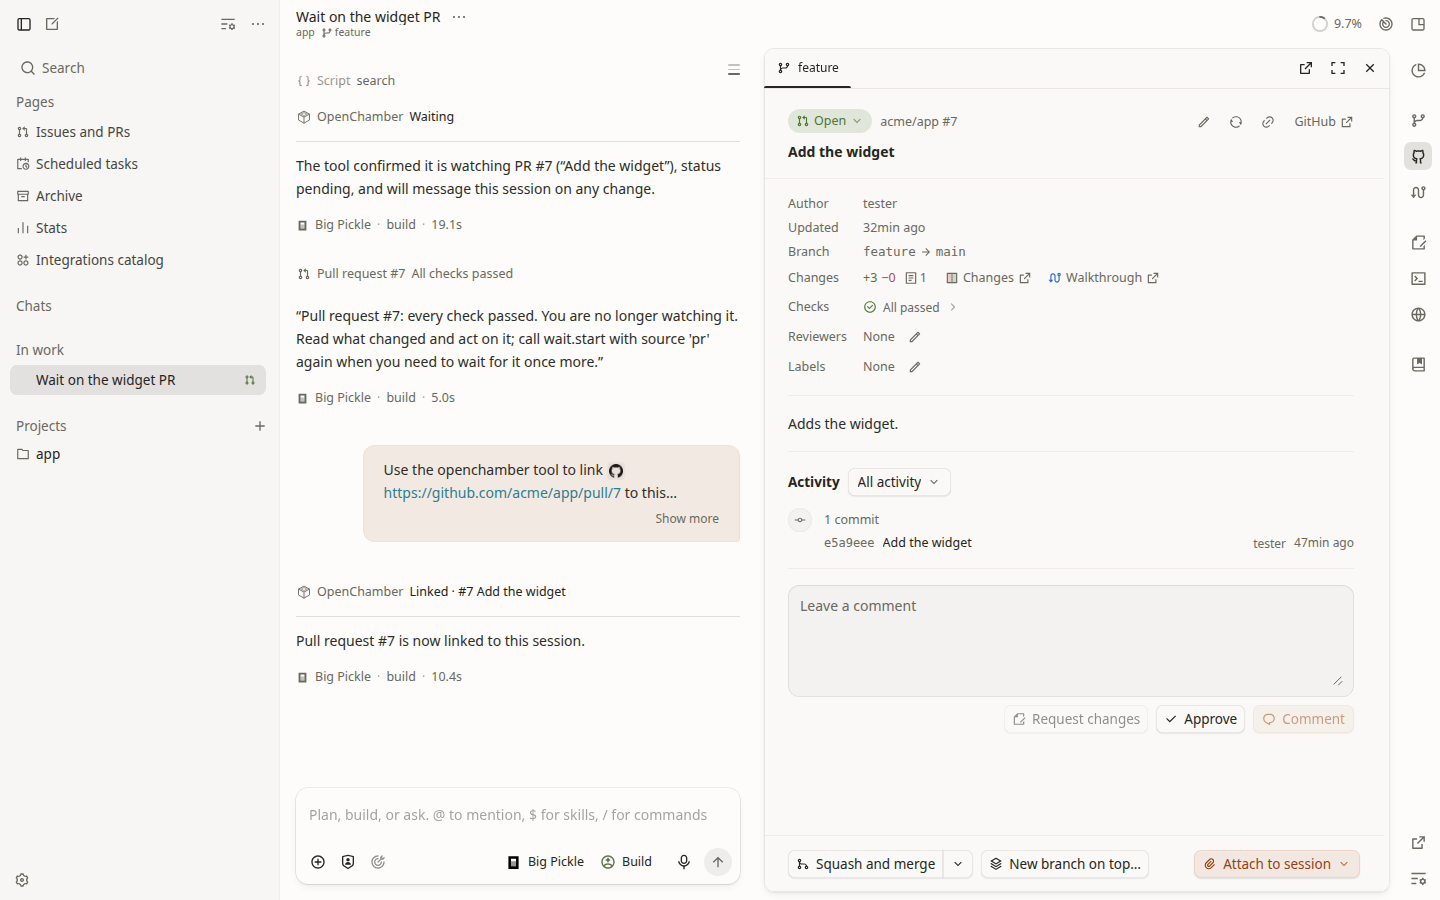 Search
Pages
Issues and PRs
Scheduled tasks
Archive
Stats
Integrations catalog
Chats
In work
Wait on the widget PR
Projects
app
Wait on the widget PR
app feature
Script search
OpenChamber Waiting
The tool confirmed it is watching PR #7 (“Add the widget”), status
pending, and will message this session on any change.
Big Pickle · build · 19.1s
Pull request #7 All checks passed
“Pull request #7: every check passed. You are no longer watching it.
Read what changed and act on it; call wait.start with source 'pr'
again when you need to wait for it once more.”
Big Pickle · build · 5.0s
Use the openchamber tool to link
https://github.com/acme/app/pull/7 to this...
Show more
OpenChamber Linked · #7 Add the widget
Pull request #7 is now linked to this session.
Big Pickle · build · 10.4s
Plan, build, or ask. @ to mention, $ for skills, / for commands
Big Pickle Build
9.7%
feature
Open acme/app #7 GitHub
Add the widget
Author tester
Updated 32min ago
Branch feature → main
Changes +3 −0 1 Changes Walkthrough
Checks All passed
Reviewers None
Labels None
Adds the widget.
Activity All activity
1 commit
e5a9eee Add the widget tester 47min ago
Leave a comment
Request changes Approve Comment
Squash and merge New branch on top... Attach to session